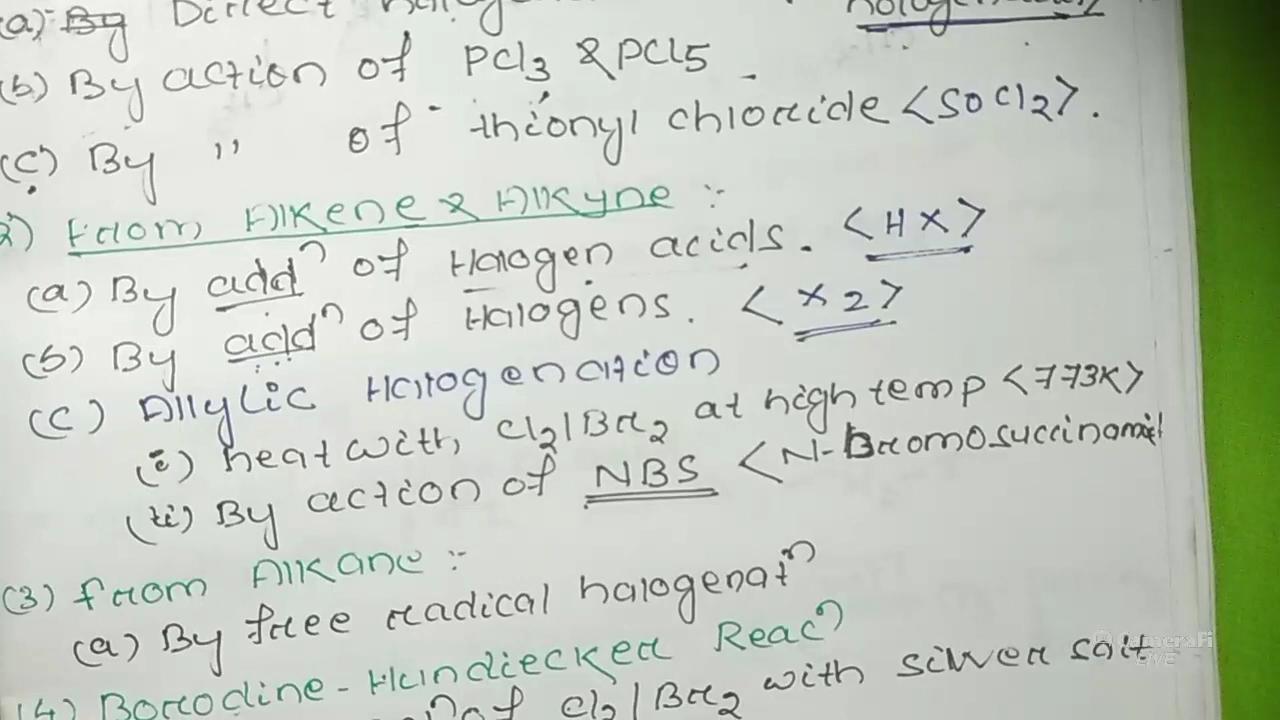 (a) By Direct
(b) By action of PCl3 & PCl5
(c) By " of thionyl chloride <SOCl2>.
2) From Alkene & Alkyne :-
(a) By addn of Halogen acids. <HX>
(b) By addn of Halogens. <X2>
(c) Allylic Halogenation
(i) heat with Cl2/Br2 at high temp <773K>
(ii) By action of NBS <N-Bromosuccinamid
(3) from Alkane :-
(a) By free radical halogenatn
(4) Borodine-Hundiecker Reacn
of Cl2/Br2 with silver salt
CameraFi
LIVE